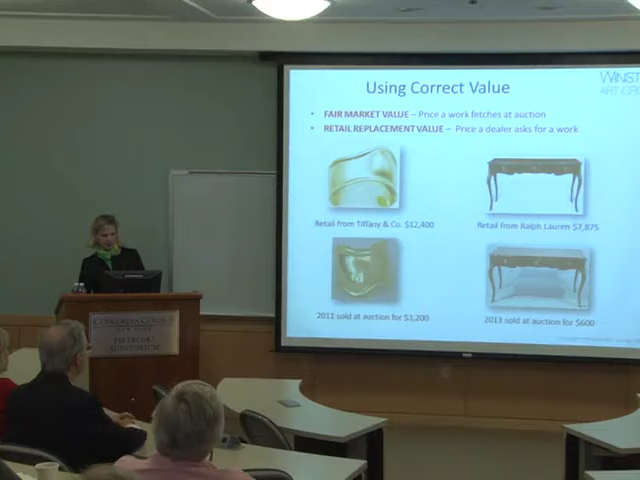 Using Correct Value
WINST
ART GRO
• FAIR MARKET VALUE – Price a work fetches at auction
• RETAIL REPLACEMENT VALUE – Price a dealer asks for a work
Retail from Tiffany & Co. $12,400
Retail from Ralph Lauren $7,875
2011 sold at auction for $3,200
2013 sold at auction for $600
CONCORDIA COLLEGE
NEW YORK
AUDITORIUM